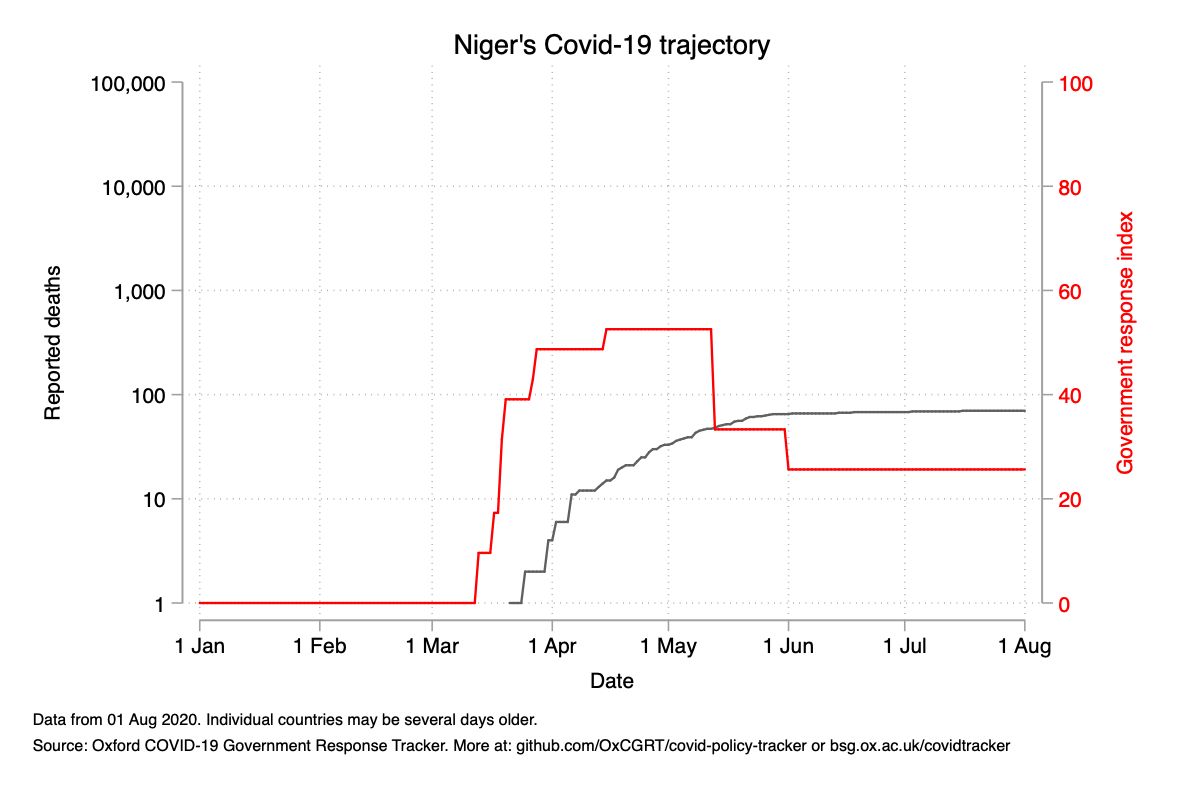 Niger's Covid-19 trajectory
100,000
10,000
1,000
100
10
1
Reported deaths
100
80
60
40
20
0
Government response index
1 Jan 1 Feb 1 Mar 1 Apr 1 May 1 Jun 1 Jul 1 Aug
Date
Data from 01 Aug 2020. Individual countries may be several days older.
Source: Oxford COVID-19 Government Response Tracker. More at: github.com/OxCGRT/covid-policy-tracker or bsg.ox.ac.uk/covidtracker